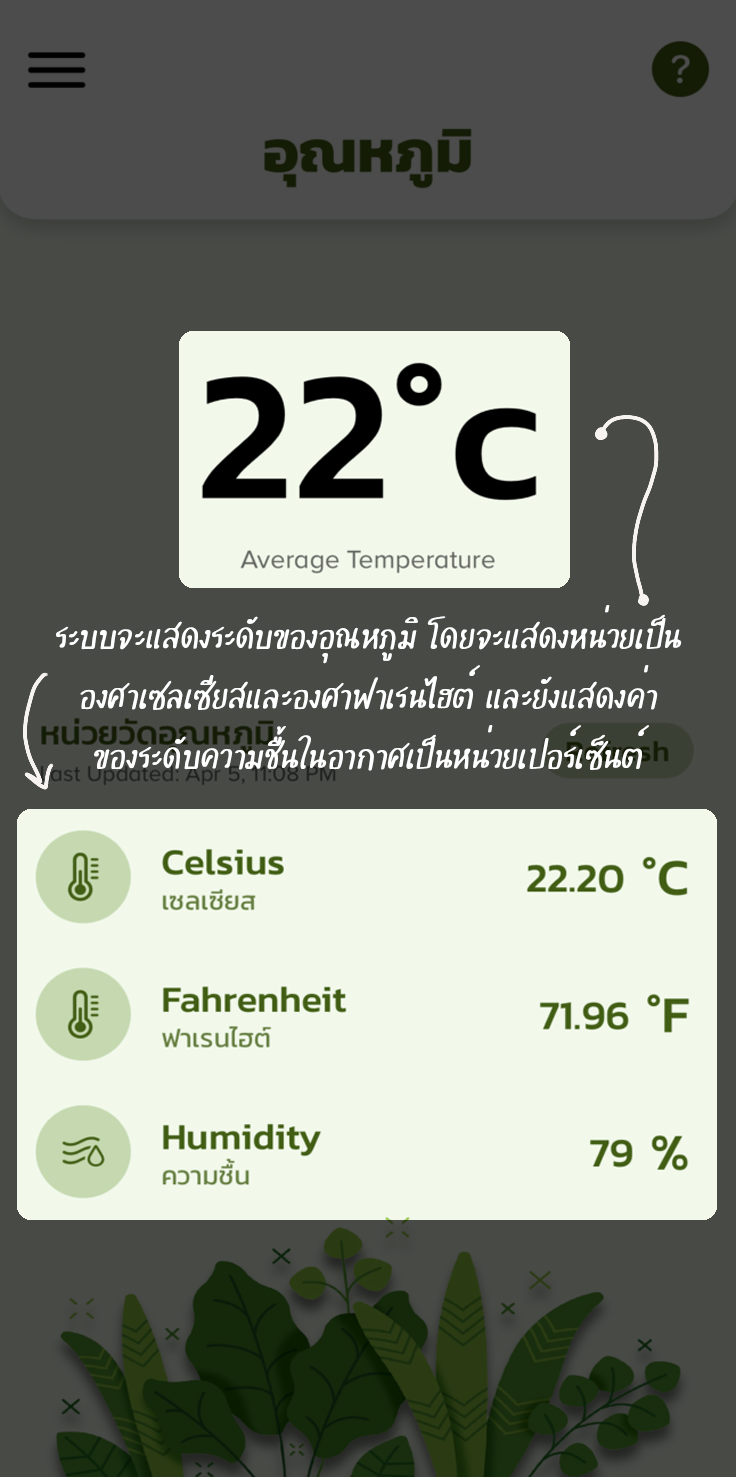 ?
อุณหภูมิ
22°c
Average Temperature
ระบบจะแสดงระดับของอุณหภูมิ โดยจะแสดงหน่วยเป็น
องศาเซลเซียสและองศาฟาเรนไฮต์ และยังแสดงค่า
หน่วยวัดอุณหภูมิ
ของระดับความชื้นในอากาศเป็นหน่วยเปอร์เซ็นต์
Refresh
Last Updated: Apr 5, 11:08 PM
Celsius 22.20 °C
เซลเซียส
Fahrenheit 71.96 °F
ฟาเรนไฮต์
Humidity 79 %
ความชื้น